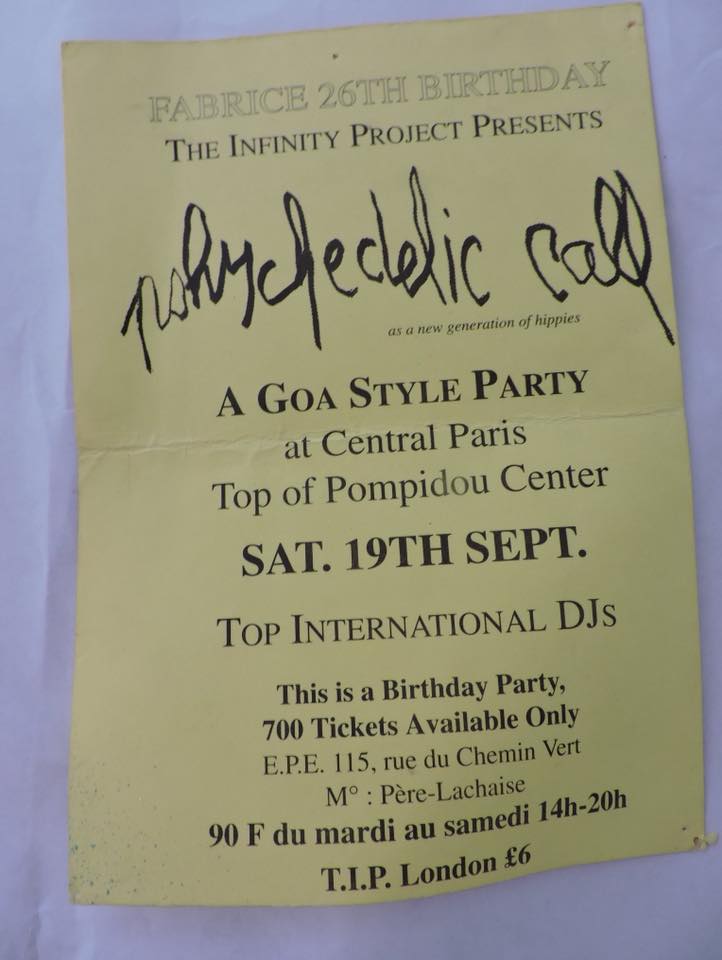 FABRICE 26TH BIRTHDAY
THE INFINITY PROJECT PRESENTS
pshychedelic call
as a new generation of hippies
A GOA STYLE PARTY
at Central Paris
Top of Pompidou Center
SAT. 19TH SEPT.
TOP INTERNATIONAL DJs
This is a Birthday Party,
700 Tickets Available Only
E.P.E. 115, rue du Chemin Vert
M° : Père-Lachaise
90 F du mardi au samedi 14h-20h
T.I.P. London £6